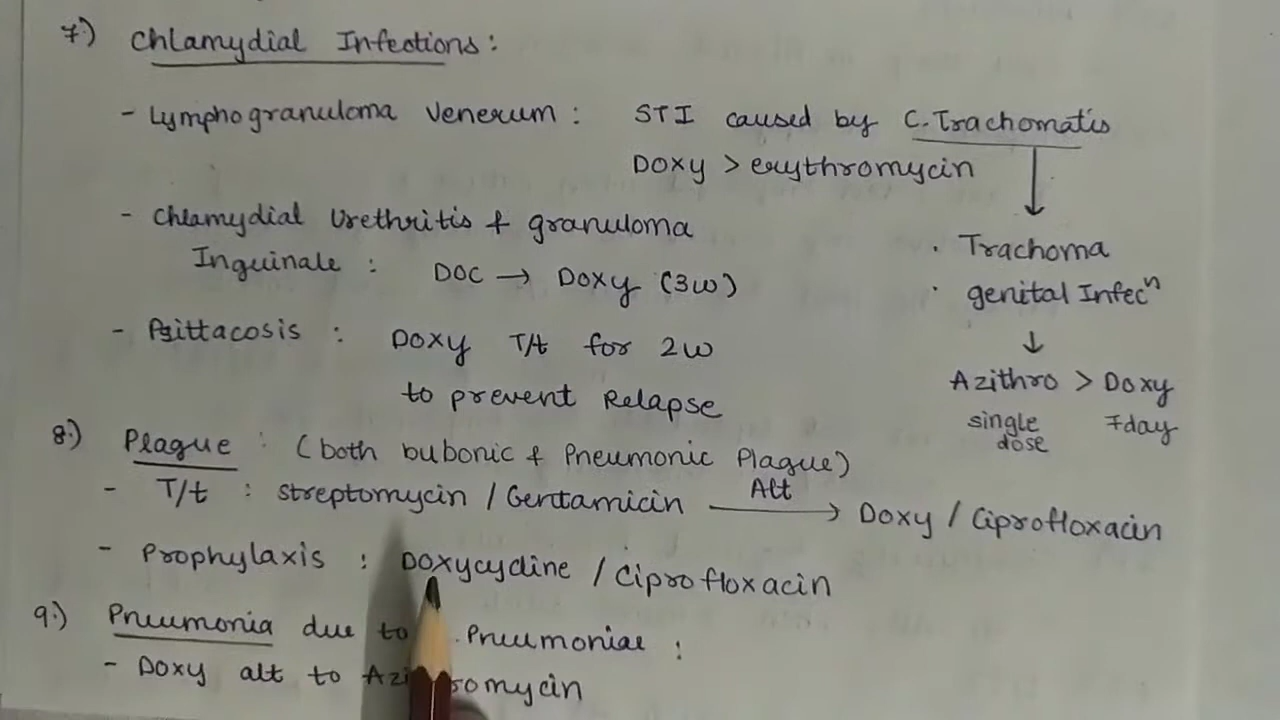 7.) Chlamydial Infections:
- Lymphogranuloma Venerum : STI caused by C.Trachomatis
Doxy > erythromycin
- Chlamydial Urethritis + granuloma
Inguinale : DOC → Doxy (3w)
- Psittacosis : Doxy T/t for 2w
to prevent Relapse
· Trachoma
· genital Infecⁿ
↓
Azithro > Doxy
single 7day
dose
8.) Plague : (both bubonic + Pneumonic Plague)
- T/t : Streptomycin / Gentamicin Alt → Doxy / Ciprofloxacin
- Prophylaxis : Doxycycline / Ciprofloxacin
9.) Pneumonia due to Pneumoniae :
- Doxy alt to